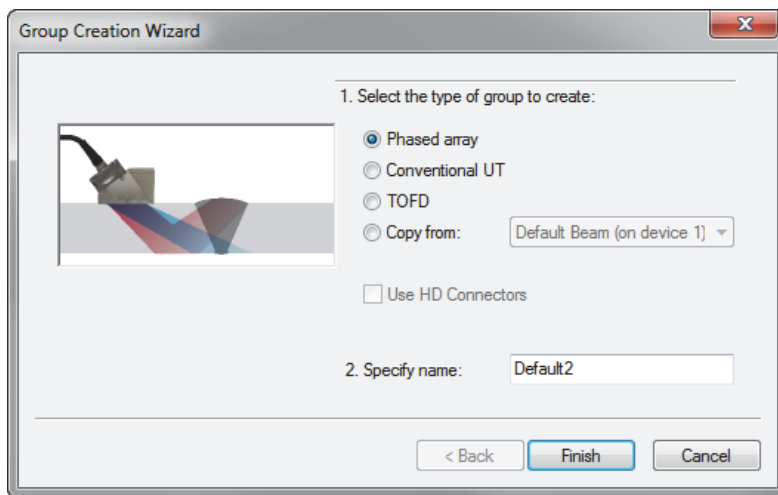 Group Creation Wizard
1. Select the type of group to create:
Phased array
Conventional UT
TOFD
Copy from: Default Beam (on device 1)
Use HD Connectors
2. Specify name: Default2
< Back Finish Cancel